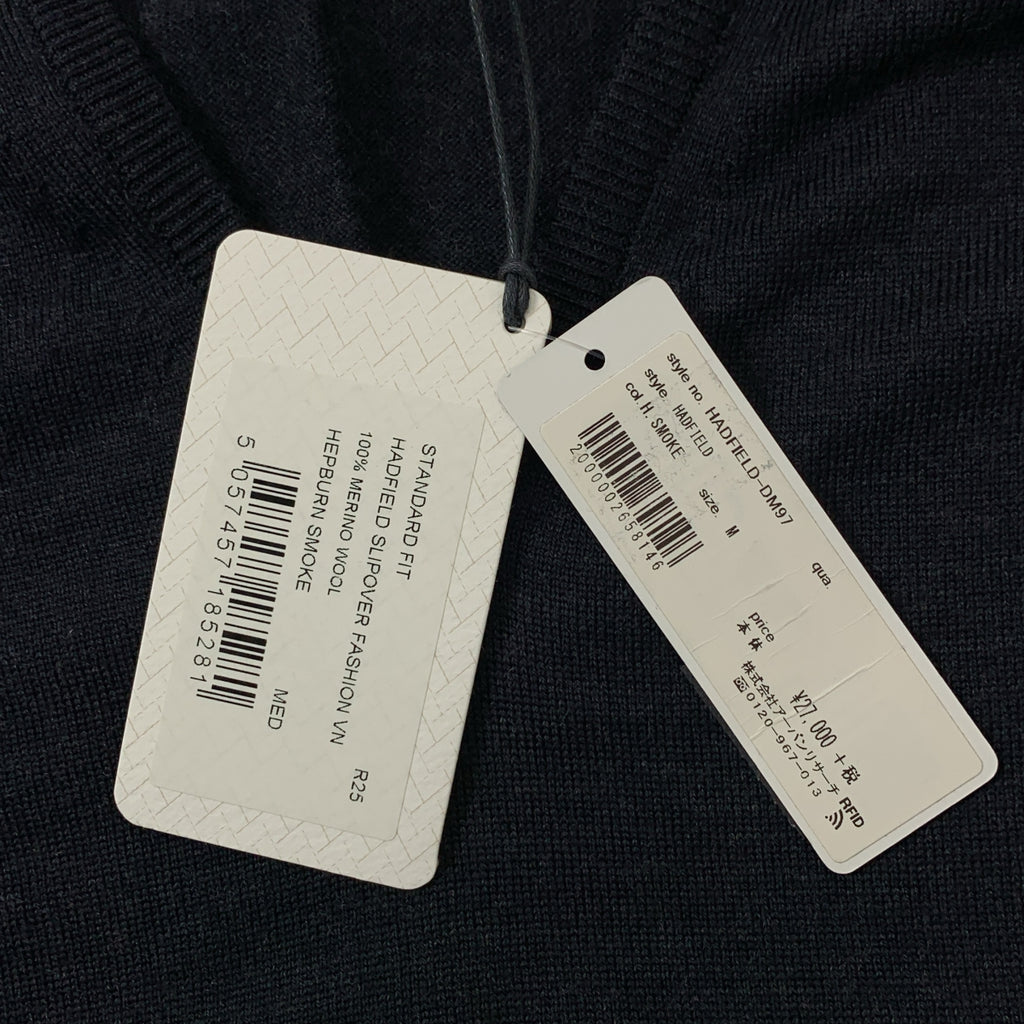 STANDARD FIT
HADFIELD SLIPOVER FASHION VN R25
100% MERINO WOOL
HEPBURN SMOKE MED
5 057457 185281
style no. HADFIELD-DM97
style. HADFIELD
col. H.SMOKE size. M
2000002658146
qua.
price
本体 ¥27,000 +税
株式会社アーバンリサーチ
0120-967-013
RFID